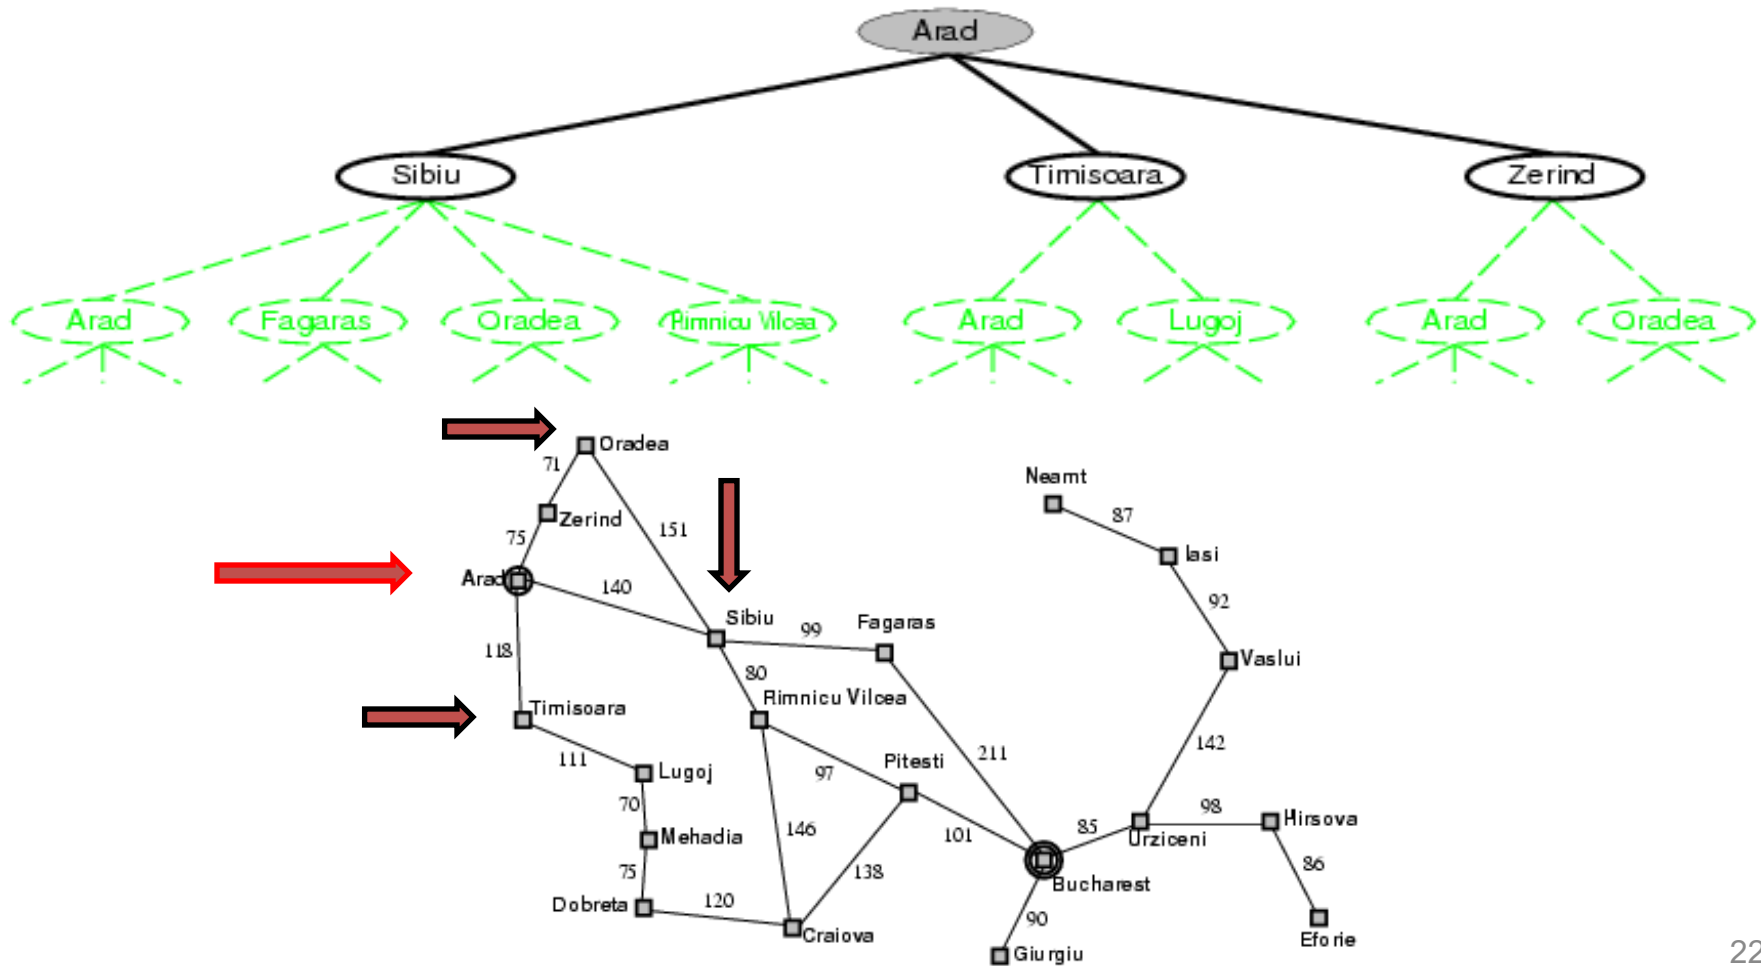 Arad
Sibiu Timisoara Zerind
Arad Fagaras Oradea Rimnicu Vilcea Arad Lugoj Arad Oradea
Oradea
71
Neamt
87
Zerind
151
75
Iasi
Arad
140
92
Sibiu
Fagaras
99
118
80
Vaslui
Timisoara
Rimnicu Vilcea
111
211
142
Pitesti
Lugoj
97
70
98
Hirsova
146
101
85
Mehadia
Urziceni
75
138
86
Bucharest
Dobreta
120
90
Craiova
Eforie
Giurgiu
22